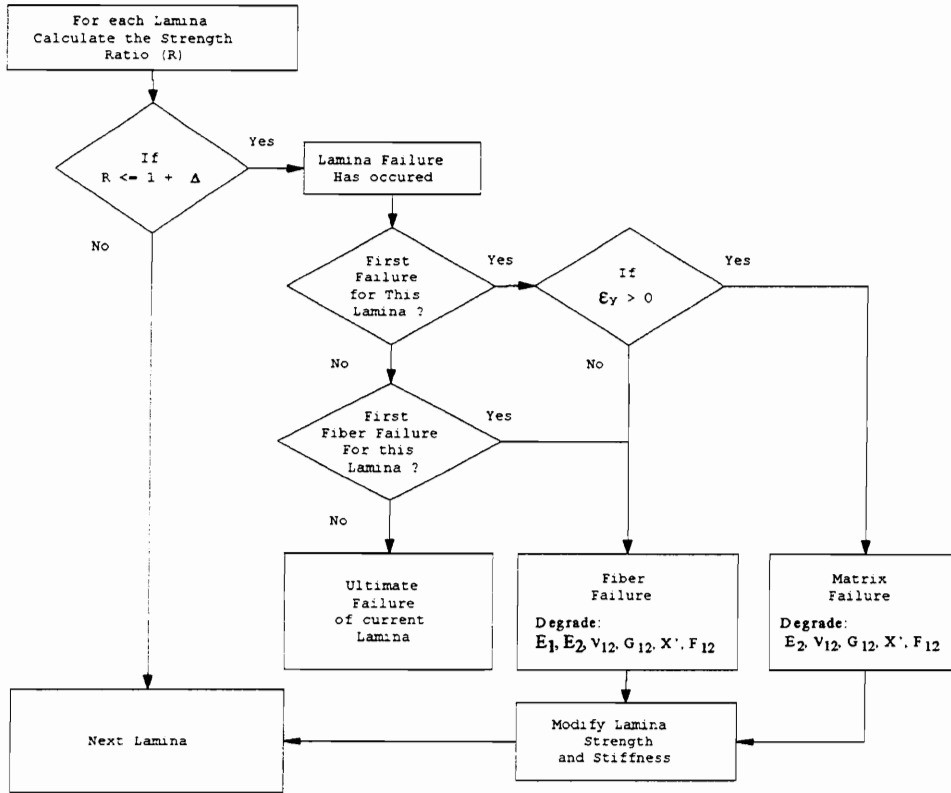 For each Lamina
Calculate the Strength
Ratio (R)
If
R <= 1 + Δ
Yes
No
Lamina Failure
Has occured
First
Failure
for This
Lamina ?
Yes
No
If
εy > 0
Yes
No
First
Fiber Failure
For this
Lamina ?
Yes
No
Ultimate
Failure
of current
Lamina
Fiber
Failure
Degrade:
E1, E2, ν12, G12, X', F12
Matrix
Failure
Degrade:
E2, ν12, G12, X', F12
Modify Lamina
Strength
and Stiffness
Next Lamina